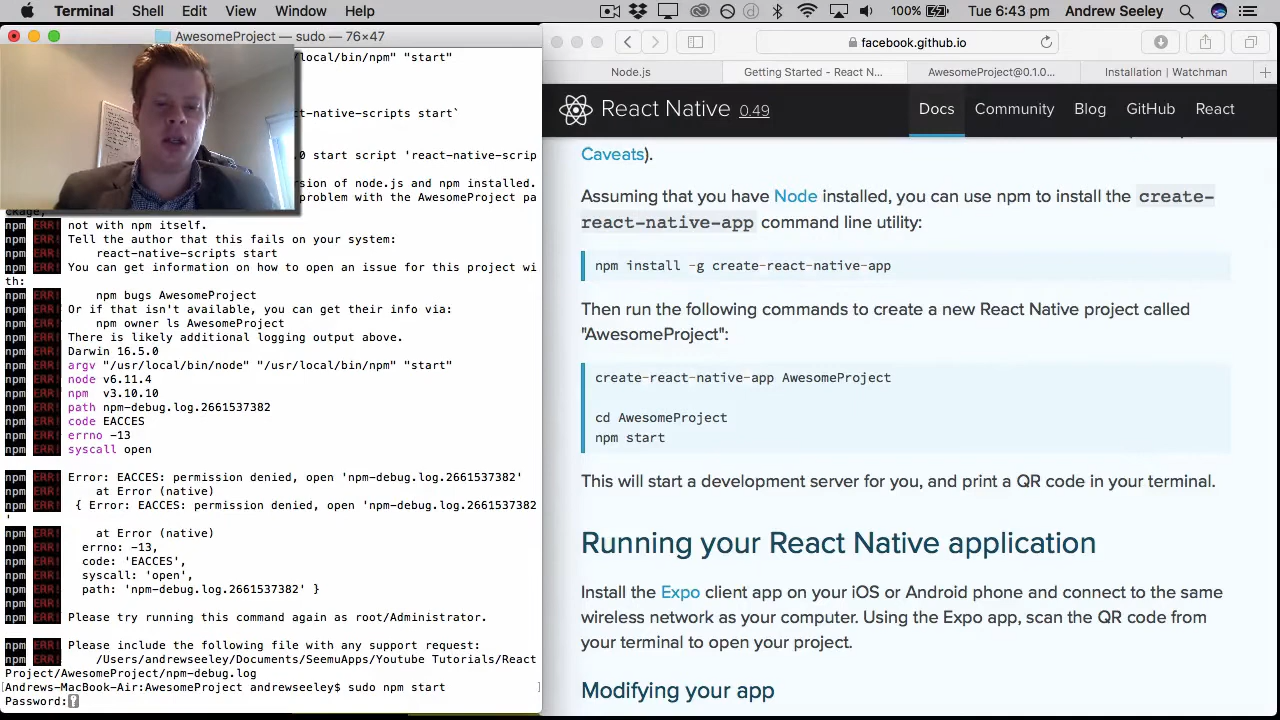 Terminal Shell Edit View Window Help 100% Tue 6:43 pm Andrew Seeley
AwesomeProject — sudo — 76×47
/local/bin/npm" "start"
ct-native-scripts start`
.0 start script 'react-native-scrip
rsion of node.js and npm installed.
problem with the AwesomeProject pa
ckage,
npm ERR! not with npm itself.
npm ERR! Tell the author that this fails on your system:
npm ERR! react-native-scripts start
npm ERR! You can get information on how to open an issue for this project wi
th:
npm ERR! npm bugs AwesomeProject
npm ERR! Or if that isn't available, you can get their info via:
npm ERR! npm owner ls AwesomeProject
npm ERR! There is likely additional logging output above.
npm ERR! Darwin 16.5.0
npm ERR! argv "/usr/local/bin/node" "/usr/local/bin/npm" "start"
npm ERR! node v6.11.4
npm ERR! npm v3.10.10
npm ERR! path npm-debug.log.2661537382
npm ERR! code EACCES
npm ERR! errno -13
npm ERR! syscall open
npm ERR! Error: EACCES: permission denied, open 'npm-debug.log.2661537382'
npm ERR! at Error (native)
npm ERR! { Error: EACCES: permission denied, open 'npm-debug.log.2661537382
'
npm ERR! at Error (native)
npm ERR! errno: -13,
npm ERR! code: 'EACCES',
npm ERR! syscall: 'open',
npm ERR! path: 'npm-debug.log.2661537382' }
npm ERR!
npm ERR! Please try running this command again as root/Administrator.
npm ERR! Please include the following file with any support request:
npm ERR! /Users/andrewseeley/Documents/SeemuApps/Youtube Tutorials/React
Project/AwesomeProject/npm-debug.log
[Andrews-MacBook-Air:AwesomeProject andrewseeley$ sudo npm start ]
Password:
facebook.github.io
Node.js Getting Started - React N... AwesomeProject@0.1.0... Installation | Watchman
React Native 0.49 Docs Community Blog GitHub React
Caveats).
Assuming that you have Node installed, you can use npm to install the create-
react-native-app command line utility:
npm install -g create-react-native-app
Then run the following commands to create a new React Native project called
"AwesomeProject":
create-react-native-app AwesomeProject
cd AwesomeProject
npm start
This will start a development server for you, and print a QR code in your terminal.
Running your React Native application
Install the Expo client app on your iOS or Android phone and connect to the same
wireless network as your computer. Using the Expo app, scan the QR code from
your terminal to open your project.
Modifying your app